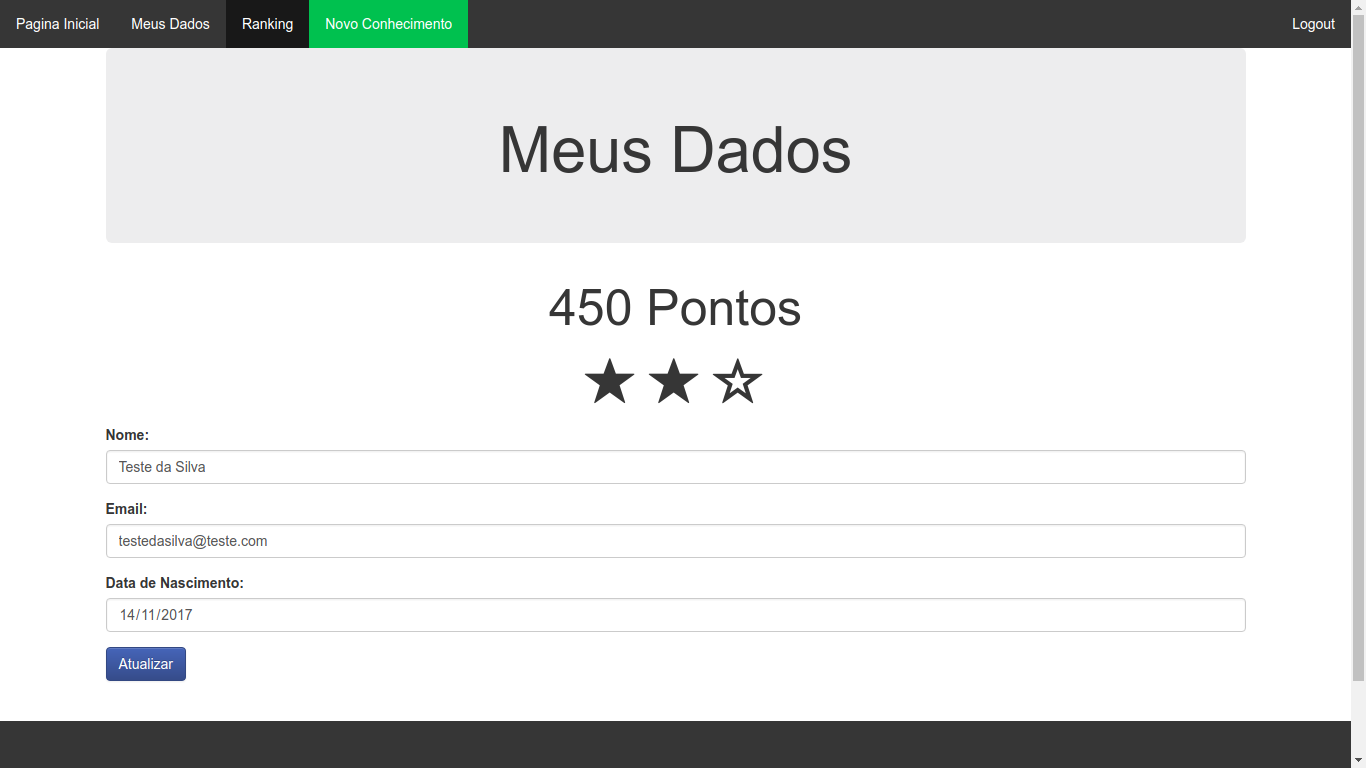 Pagina Inicial Meus Dados Ranking Novo Conhecimento Logout
Meus Dados
450 Pontos
Nome:
Teste da Silva
Email:
testedasilva@teste.com
Data de Nascimento:
14/11/2017
Atualizar